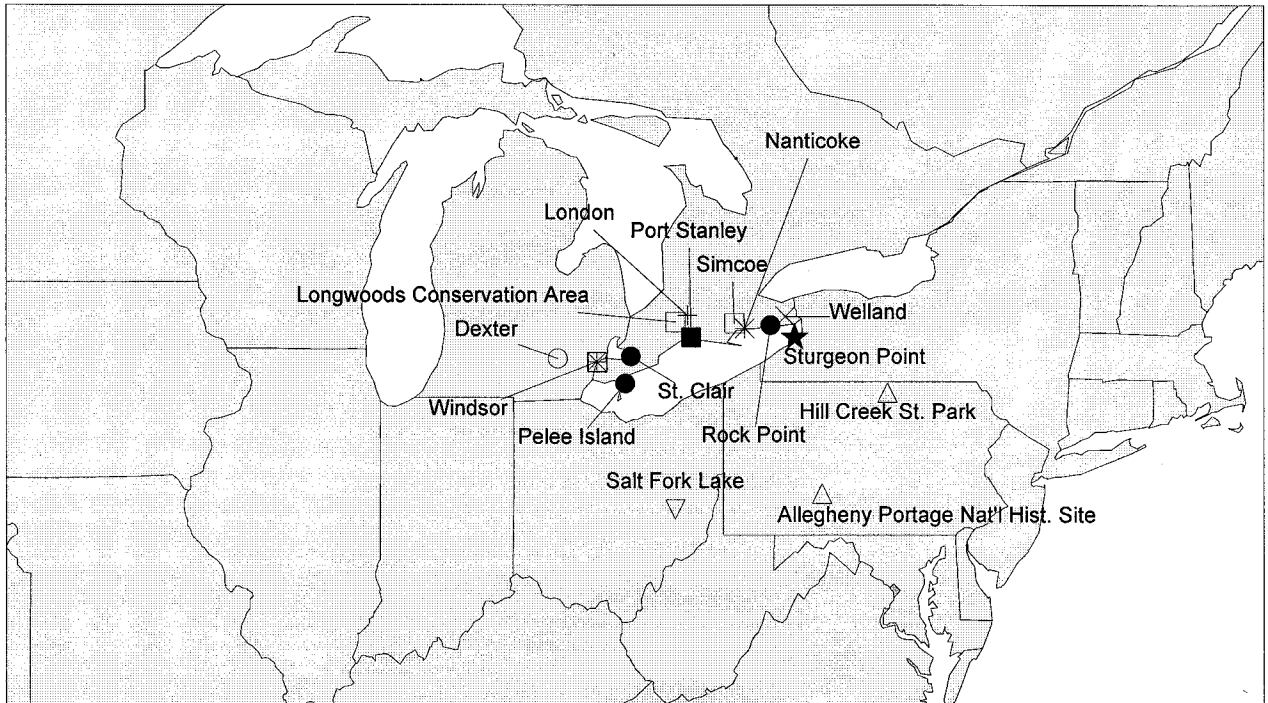 Nanticoke
London
Port Stanley
Simcoe
Longwoods Conservation Area
Welland
Dexter
Sturgeon Point
St. Clair
Windsor
Hill Creek St. Park
Pelee Island
Rock Point
Salt Fork Lake
Allegheny Portage Nat'l Hist. Site